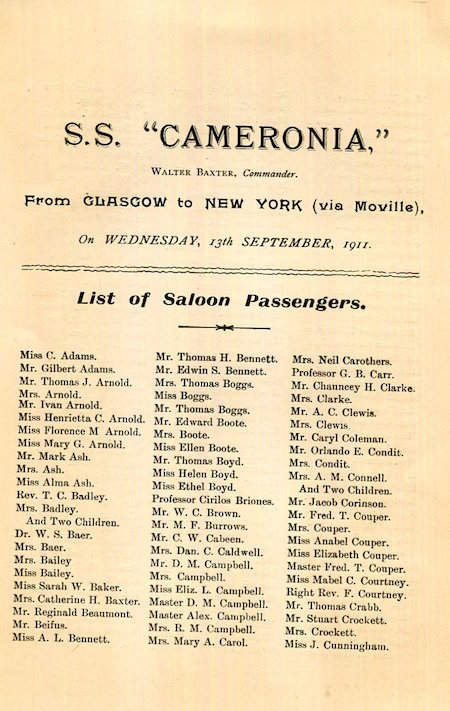 S.S. "CAMERONIA,"
WALTER BAXTER, Commander.
From GLASGOW to NEW YORK (via Moville),
On WEDNESDAY, 13th SEPTEMBER, 1911.
List of Saloon Passengers.
Miss C. Adams.
Mr. Gilbert Adams.
Mr. Thomas J. Arnold.
Mrs. Arnold.
Mr. Ivan Arnold.
Miss Henrietta C. Arnold.
Miss Florence M Arnold.
Miss Mary G. Arnold.
Mr. Mark Ash.
Mrs. Ash.
Miss Alma Ash.
Rev. T. C. Badley.
Mrs. Badley.
And Two Children.
Dr. W. S. Baer.
Mrs. Baer.
Mrs. Bailey
Miss Bailey.
Miss Sarah W. Baker.
Mrs. Catherine H. Baxter.
Mr. Reginald Beaumont.
Mr. Beifus.
Miss A. L. Bennett.
Mr. Thomas H. Bennett.
Mr. Edwin S. Bennett.
Mrs. Thomas Boggs.
Miss Boggs.
Mr. Thomas Boggs.
Mr. Edward Boote.
Mrs. Boote.
Miss Ellen Boote.
Mr. Thomas Boyd.
Miss Helen Boyd.
Miss Ethel Boyd.
Professor Cirilos Briones.
Mr. W. C. Brown.
Mr. M. F. Burrows.
Mr. C. W. Cabeen.
Mrs. Dan. C. Caldwell.
Mr. D. M. Campbell.
Mrs. Campbell.
Miss Eliz. L. Campbell.
Master D. M. Campbell.
Master Alex. Campbell.
Mrs. R. M. Campbell.
Mrs. Mary A. Carol.
Mrs. Neil Carothers.
Professor G. B. Carr.
Mr. Chauncey H. Clarke.
Mrs. Clarke.
Mr. A. C. Clewis.
Mrs. Clewis.
Mr. Caryl Coleman.
Mr. Orlando E. Condit.
Mrs. Condit.
Mrs. A. M. Connell.
And Two Children.
Mr. Jacob Corinson.
Mr. Fred. T. Couper.
Mrs. Couper.
Miss Anabel Couper.
Miss Elizabeth Couper.
Master Fred. T. Couper.
Miss Mabel C. Courtney.
Right Rev. F. Courtney.
Mr. Thomas Crabb.
Mr. Stuart Crockett.
Mrs. Crockett.
Miss J. Cunningham.